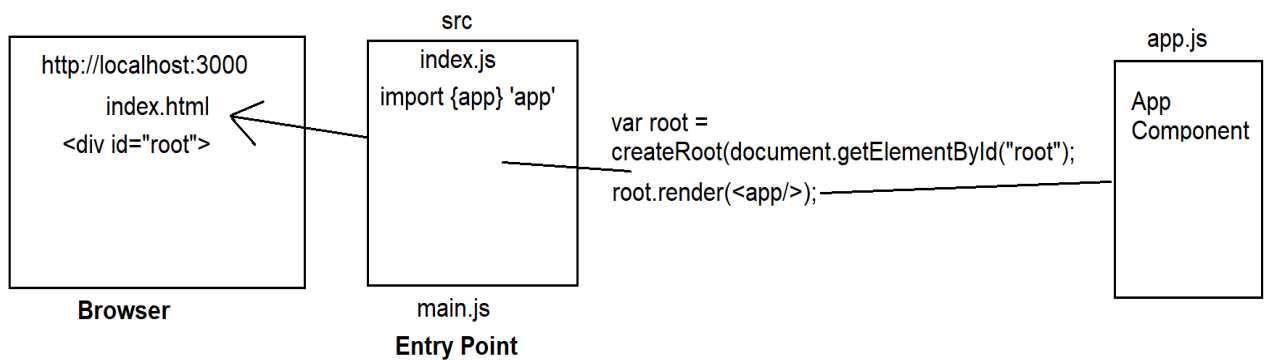 http://localhost:3000
index.html
<div id="root">
Browser
src
index.js
import {app} 'app'
main.js
Entry Point
var root =
createRoot(document.getElementById("root");
root.render(<app/>);
app.js
App
Component